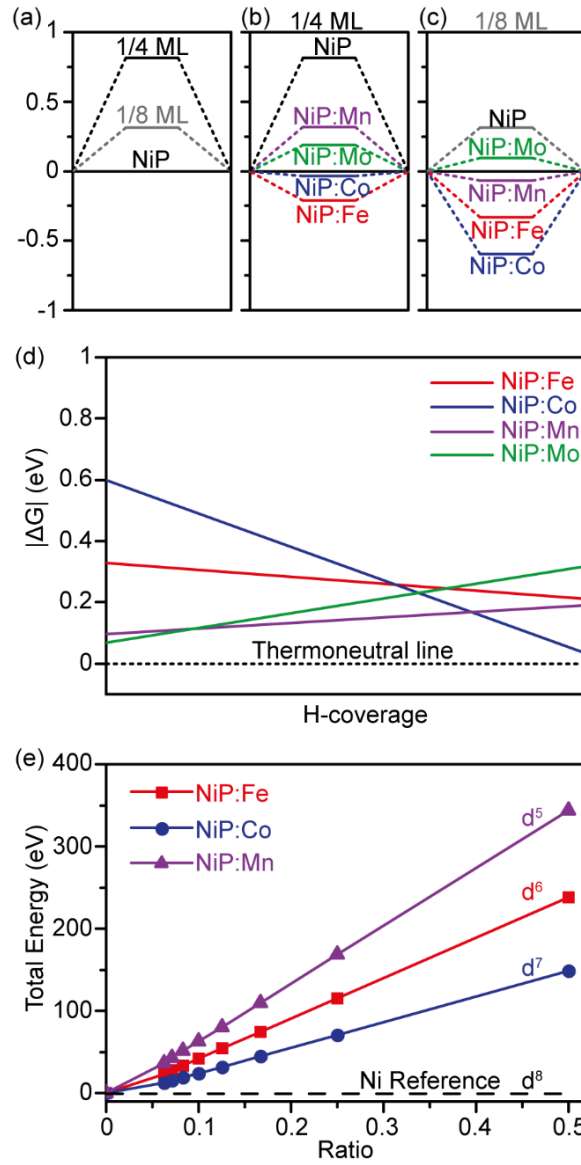 (a)
(b) 1/4 ML
(c) 1/8 ML
1
0.5
0
-0.5
-1
1/4 ML
1/8 ML
NiP
NiP
NiP:Mn
NiP:Mo
NiP:Co
NiP:Fe
NiP
NiP:Mo
NiP:Mn
NiP:Fe
NiP:Co
(d)
|ΔG| (eV)
1
0.8
0.6
0.4
0.2
0
NiP:Fe
NiP:Co
NiP:Mn
NiP:Mo
Thermoneutral line
H-coverage
(e)
Total Energy (eV)
400
300
200
100
0
NiP:Fe
NiP:Co
NiP:Mn
d⁵
d⁶
d⁷
Ni Reference d⁸
0 0.1 0.2 0.3 0.4 0.5
Ratio